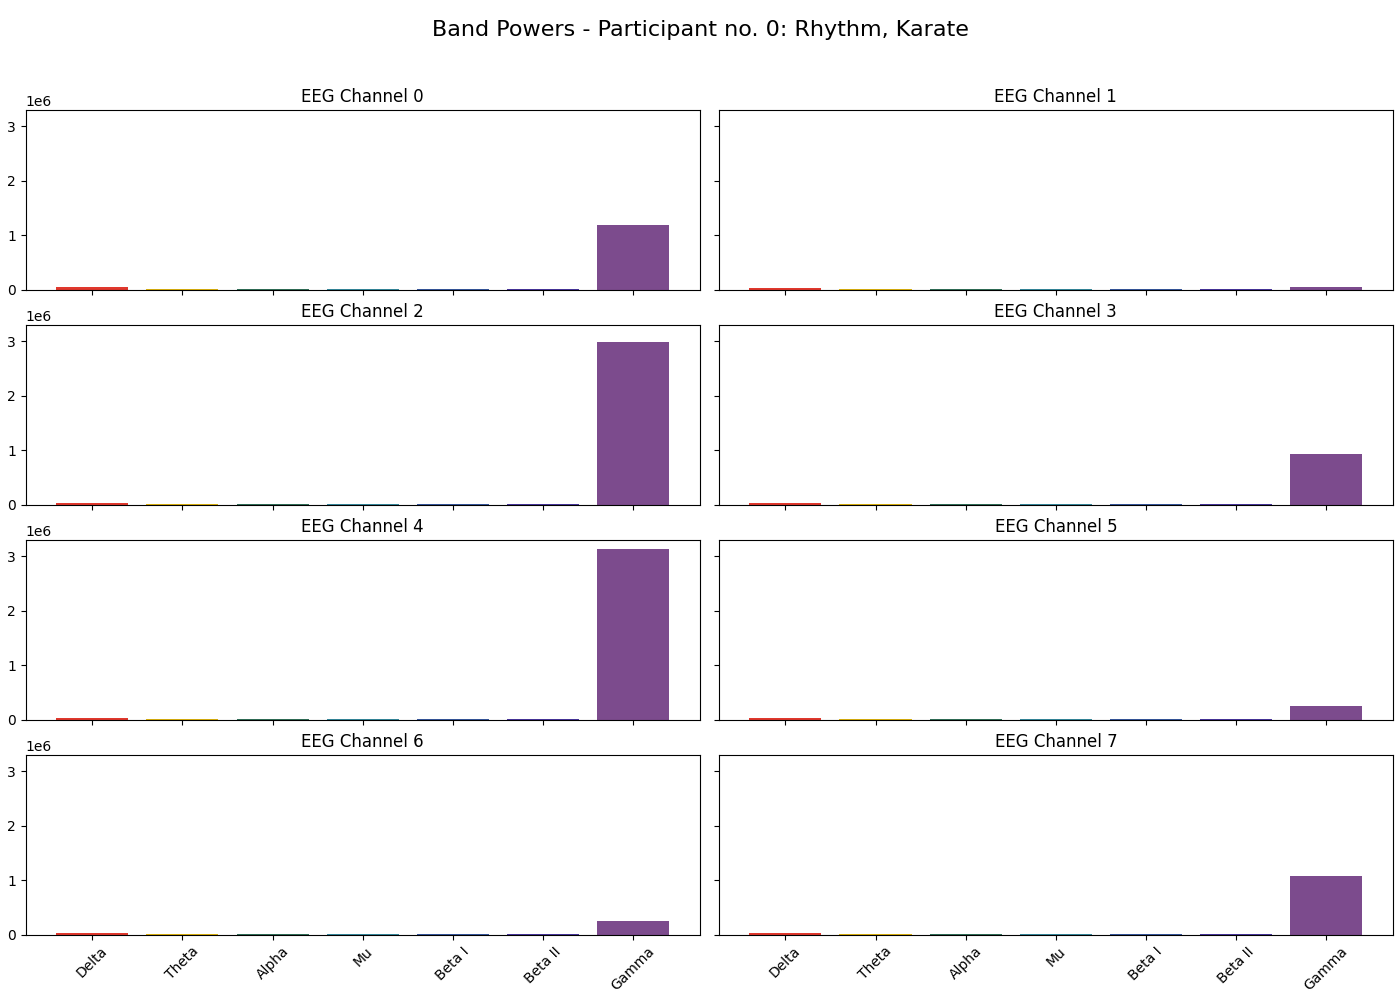 Band Powers - Participant no. 0: Rhythm, Karate
EEG Channel 0
1e6
3
2
1
0
EEG Channel 1
EEG Channel 2
1e6
3
2
1
0
EEG Channel 3
EEG Channel 4
1e6
3
2
1
0
EEG Channel 5
EEG Channel 6
1e6
3
2
1
0
Delta Theta Alpha Mu Beta I Beta II Gamma
EEG Channel 7
Delta Theta Alpha Mu Beta I Beta II Gamma